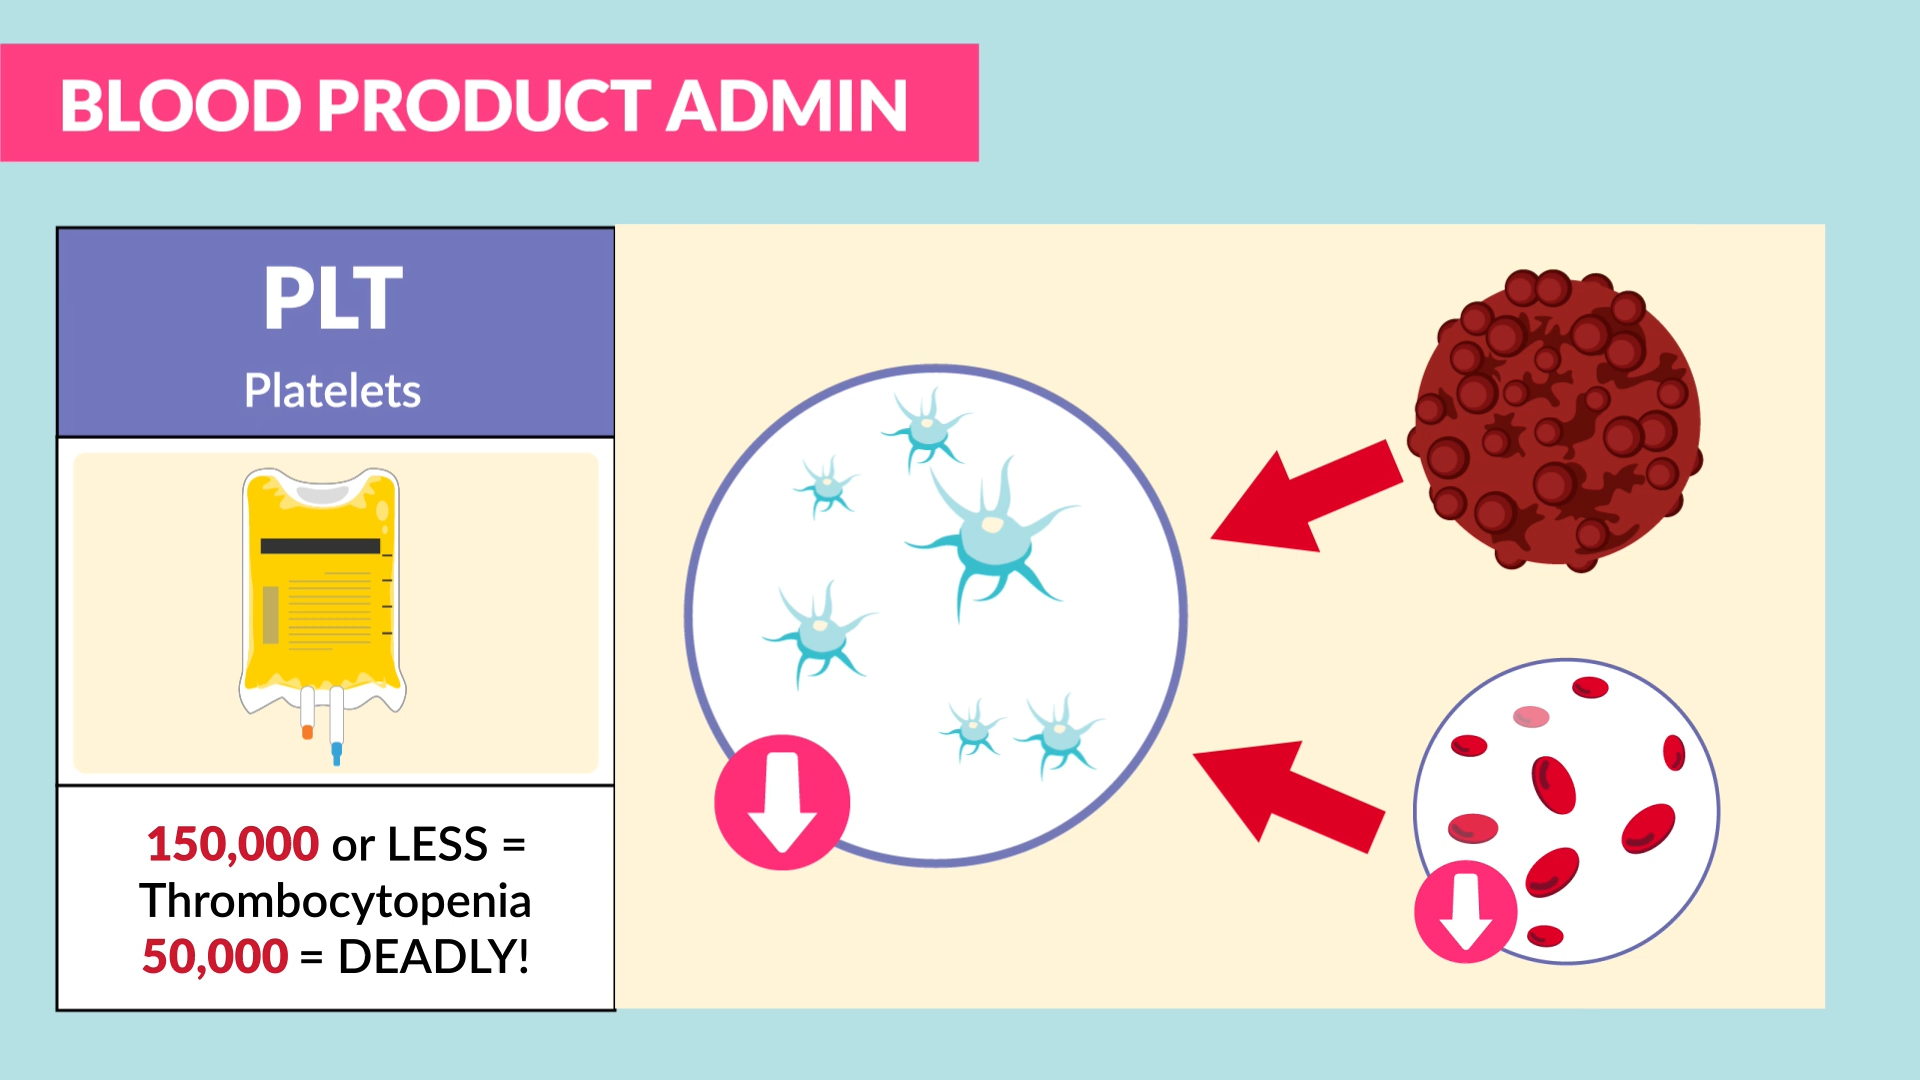 BLOOD PRODUCT ADMIN
PLT
Platelets
150,000 or LESS =
Thrombocytopenia
50,000 = DEADLY!